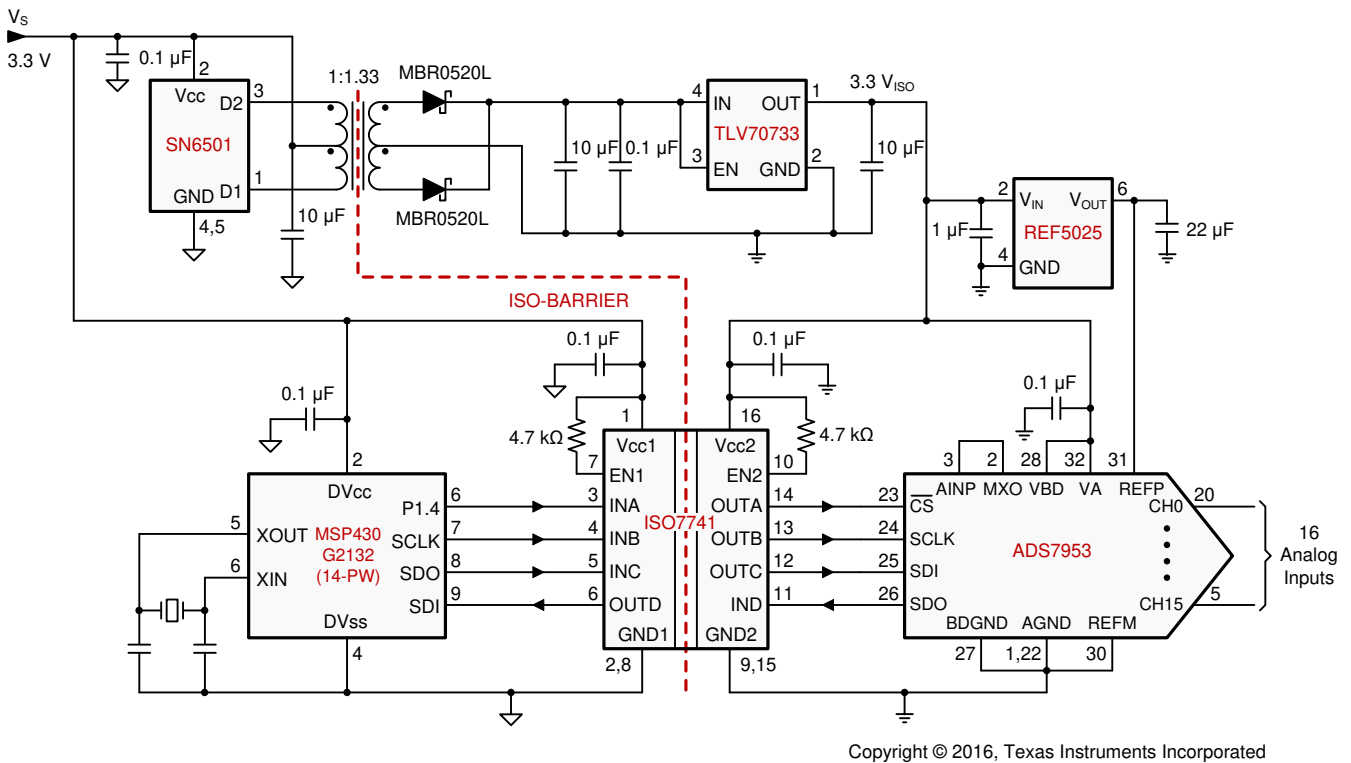 VS
3.3 V
0.1 µF
2
Vcc
D2
3
SN6501
D1
1
GND
4,5
10 µF
1:1.33
MBR0520L
MBR0520L
10 µF
0.1 µF
4
IN
OUT
1
TLV70733
3
EN
GND
2
3.3 VISO
10 µF
2
VIN
VOUT
6
1 µF
REF5025
22 µF
4
GND
ISO-BARRIER
0.1 µF
0.1 µF
0.1 µF
0.1 µF
4.7 kΩ
1
16
4.7 kΩ
2
DVcc
5
XOUT
MSP430
G2132
(14-PW)
6
XIN
P1.4
6
SCLK
7
SDO
8
SDI
9
DVss
4
Vcc1
Vcc2
7
EN1
EN2
10
3
INA
OUTA
14
ISO7741
4
INB
OUTB
13
5
INC
OUTC
12
6
OUTD
IND
11
GND1
GND2
2,8
9,15
3
2
28
32
31
AINP
MXO
VBD
VA
REFP
23
CS
CH0
20
24
SCLK
ADS7953
25
SDI
26
SDO
CH15
5
BDGND
AGND
REFM
27
1,22
30
16
Analog
Inputs
Copyright © 2016, Texas Instruments Incorporated